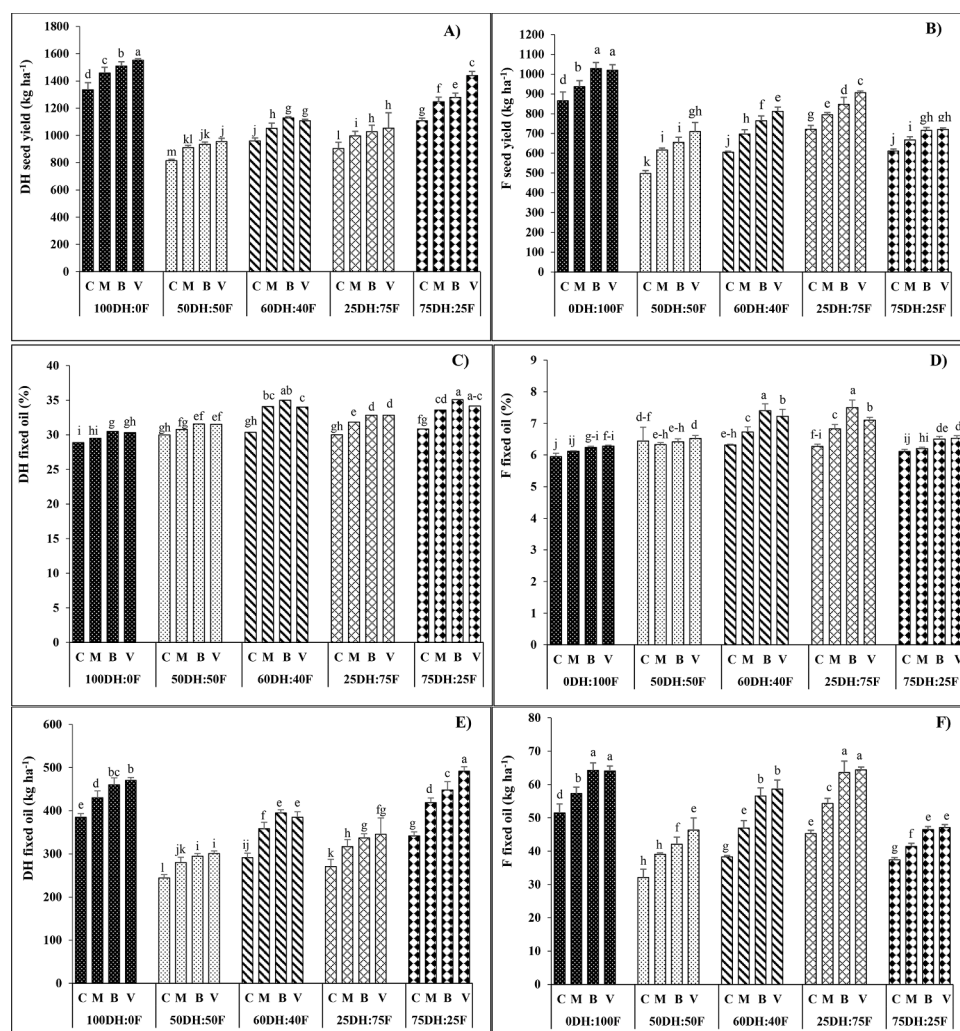 A)
DH seed yield (kg ha⁻¹)
1800
1600
1400
1200
1000
800
600
400
200
0
d c b a
m kl jk j
j h g g
l i h h
g f e c
C M B V C M B V C M B V C M B V C M B V
100DH:0F 50DH:50F 60DH:40F 25DH:75F 75DH:25F
B)
F seed yield (kg ha⁻¹)
1200
1100
1000
900
800
700
600
500
400
300
200
100
0
d b a a
k i i gh
j h f e
g e d c
j i gh gh
C M B V C M B V C M B V C M B V C M B V
0DH:100F 50DH:50F 60DH:40F 25DH:75F 75DH:25F
C)
DH fixed oil (%)
40
35
30
25
20
15
10
5
0
i hi g gh
gh fg ef ef
gh bc ab c
gh e d d
fg cd a a-c
C M B V C M B V C M B V C M B V C M B V
100DH:0F 50DH:50F 60DH:40F 25DH:75F 75DH:25F
D)
F fixed oil (%)
9
8
7
6
5
4
3
2
1
0
j ij g-i f-i
d-f e-h e-h d
e-h c a b
f-i c a b
ij hi de d
C M B V C M B V C M B V C M B V C M B V
0DH:100F 50DH:50F 60DH:40F 25DH:75F 75DH:25F
E)
DH fixed oil (kg ha⁻¹)
600
500
400
300
200
100
0
e d bc b
l jk i i
ij f e e
k h g fg
g d c a
C M B V C M B V C M B V C M B V C M B V
100DH:0F 50DH:50F 60DH:40F 25DH:75F 75DH:25F
F)
F fixed oil (kg ha⁻¹)
80
70
60
50
40
30
20
10
0
d b a a
h h f e
g e b b
e c a a
g f e e
C M B V C M B V C M B V C M B V C M B V
0DH:100F 50DH:50F 60DH:40F 25DH:75F 75DH:25F